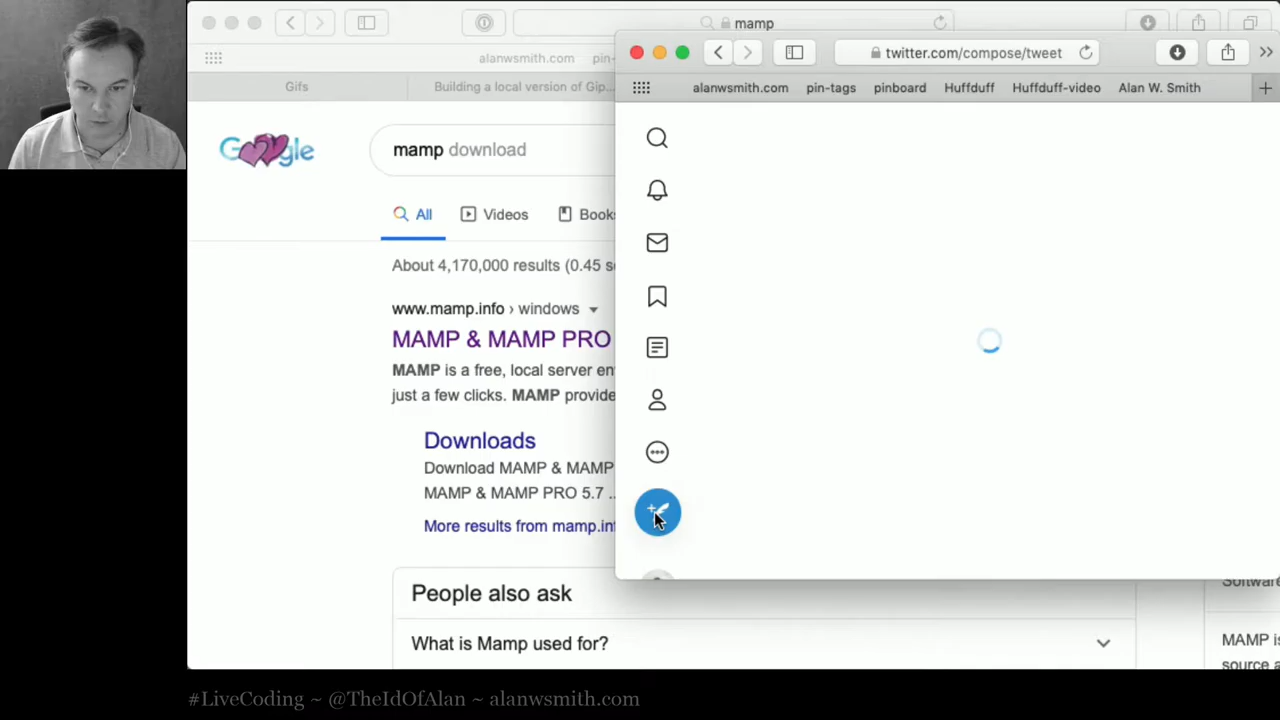 mamp
alanwsmith.com pin-
Gifs
Building a local version of Gip...
Google
mamp download
All
Videos
Books
About 4,170,000 results (0.45 s
www.mamp.info › windows
MAMP & MAMP PRO
MAMP is a free, local server en
just a few clicks. MAMP provide
Downloads
Download MAMP & MAMP
MAMP & MAMP PRO 5.7 ...
More results from mamp.inf
People also ask
What is Mamp used for?
twitter.com/compose/tweet
alanwsmith.com pin-tags pinboard Huffduff Huffduff-video Alan W. Smith
Software
MAMP is
source a
#LiveCoding ~ @TheIdOfAlan ~ alanwsmith.com